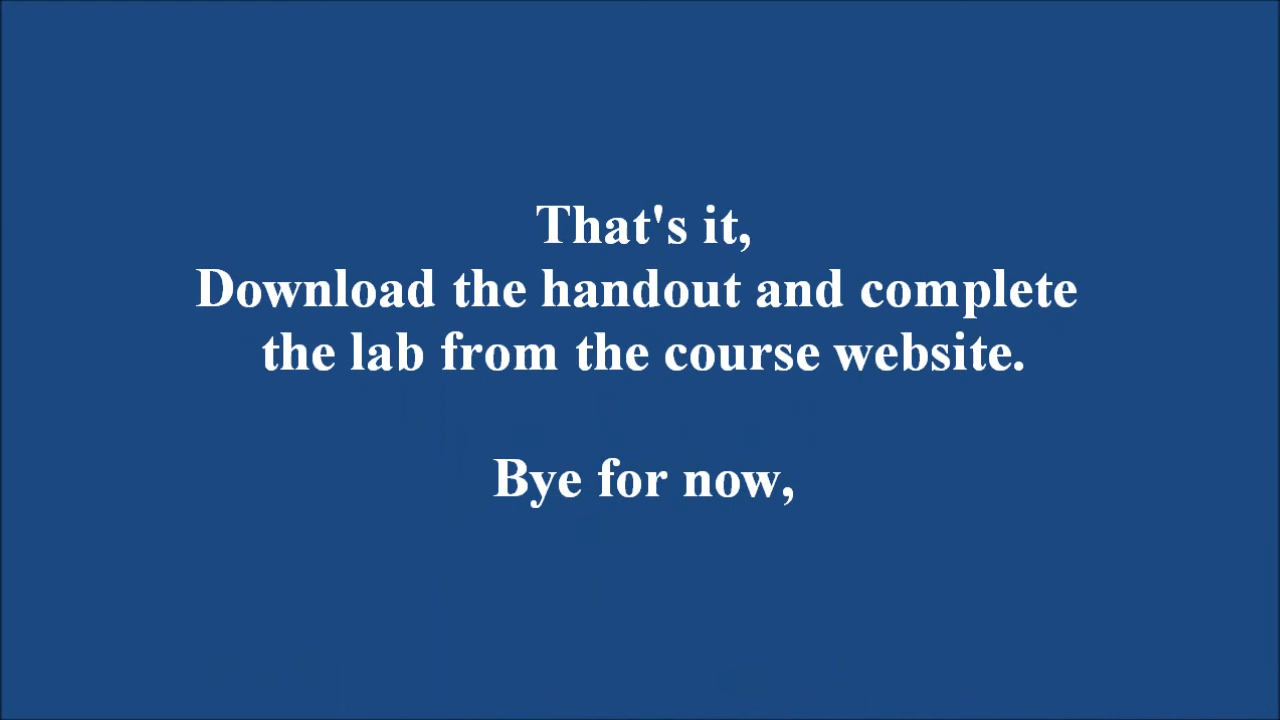 That's it,
Download the handout and complete
the lab from the course website.
Bye for now,